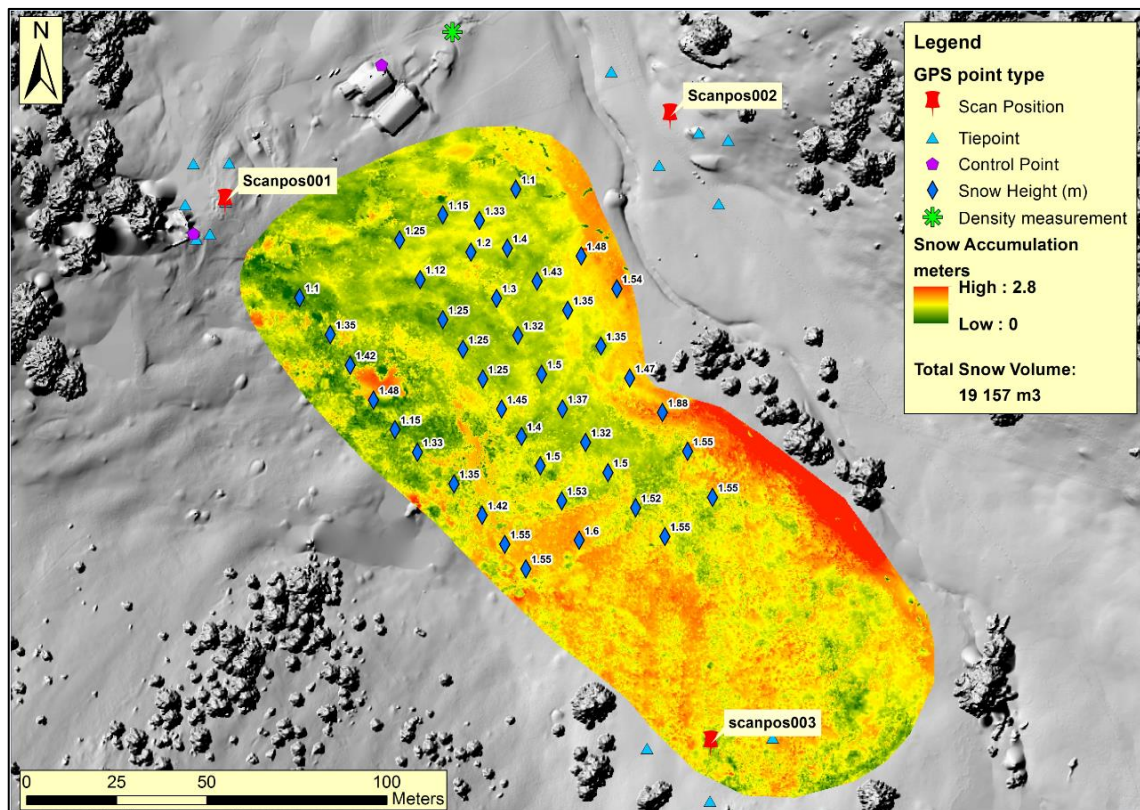 N
Scanpos002
Scanpos001
scanpos003
Legend
GPS point type
Scan Position
Tiepoint
Control Point
Snow Height (m)
Density measurement
Snow Accumulation
meters
High : 2.8
Low : 0
Total Snow Volume:
19 157 m3
1.1
1.15
1.33
1.25
1.2
1.4
1.48
1.12
1.43
1.54
1.1
1.3
1.35
1.25
1.35
1.32
1.35
1.25
1.42
1.5
1.47
1.25
1.48
1.45
1.37
1.88
1.15
1.4
1.32
1.33
1.55
1.5
1.5
1.35
1.55
1.53
1.52
1.42
1.55
1.6
1.55
1.55
0 25 50 100
Meters